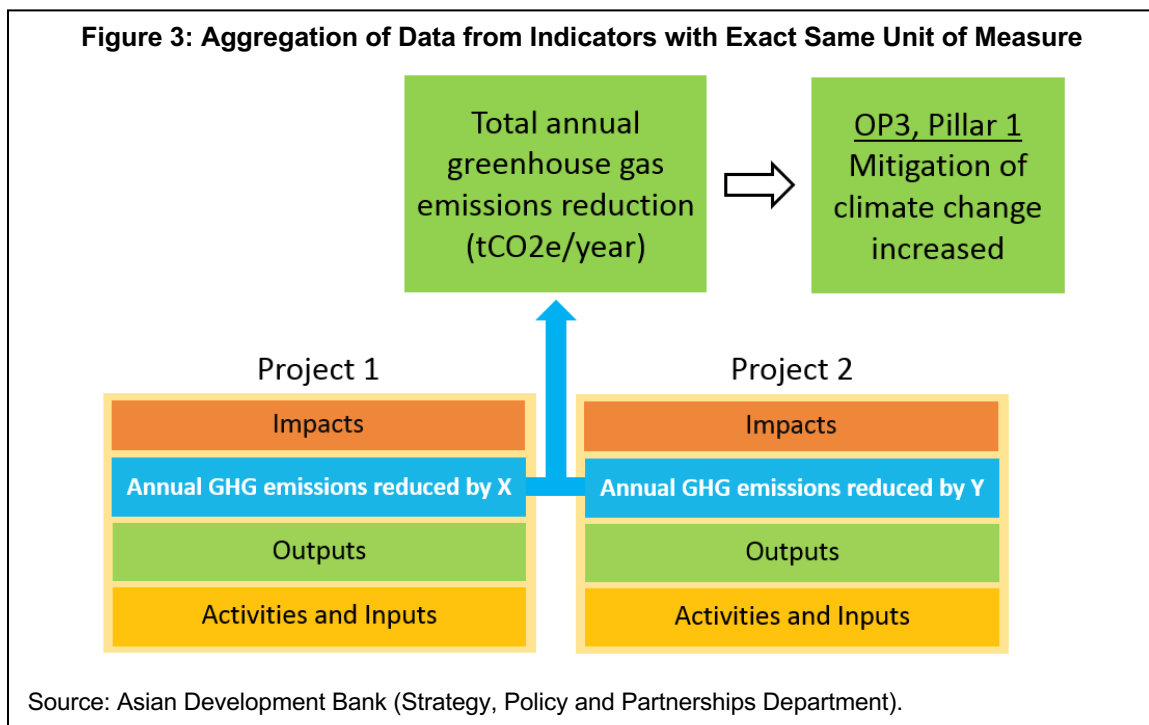 Figure 3: Aggregation of Data from Indicators with Exact Same Unit of Measure
Total annual
greenhouse gas
emissions reduction
(tCO2e/year)
OP3, Pillar 1
Mitigation of
climate change
increased
Project 1
Impacts
Annual GHG emissions reduced by X
Outputs
Activities and Inputs
Project 2
Impacts
Annual GHG emissions reduced by Y
Outputs
Activities and Inputs
Source: Asian Development Bank (Strategy, Policy and Partnerships Department).